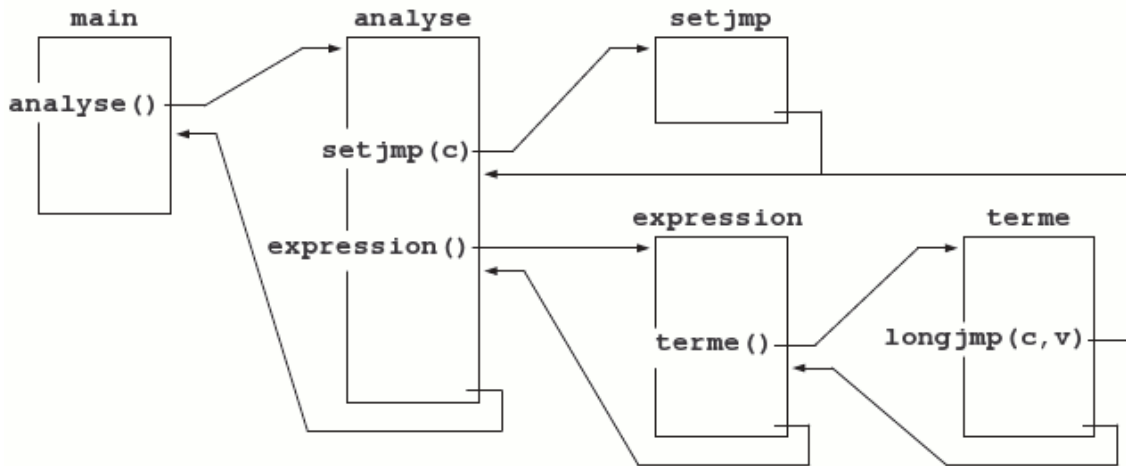 main
analyse
setjmp
analyse()
setjmp(c)
expression
terme
expression()
terme()
longjmp(c,v)